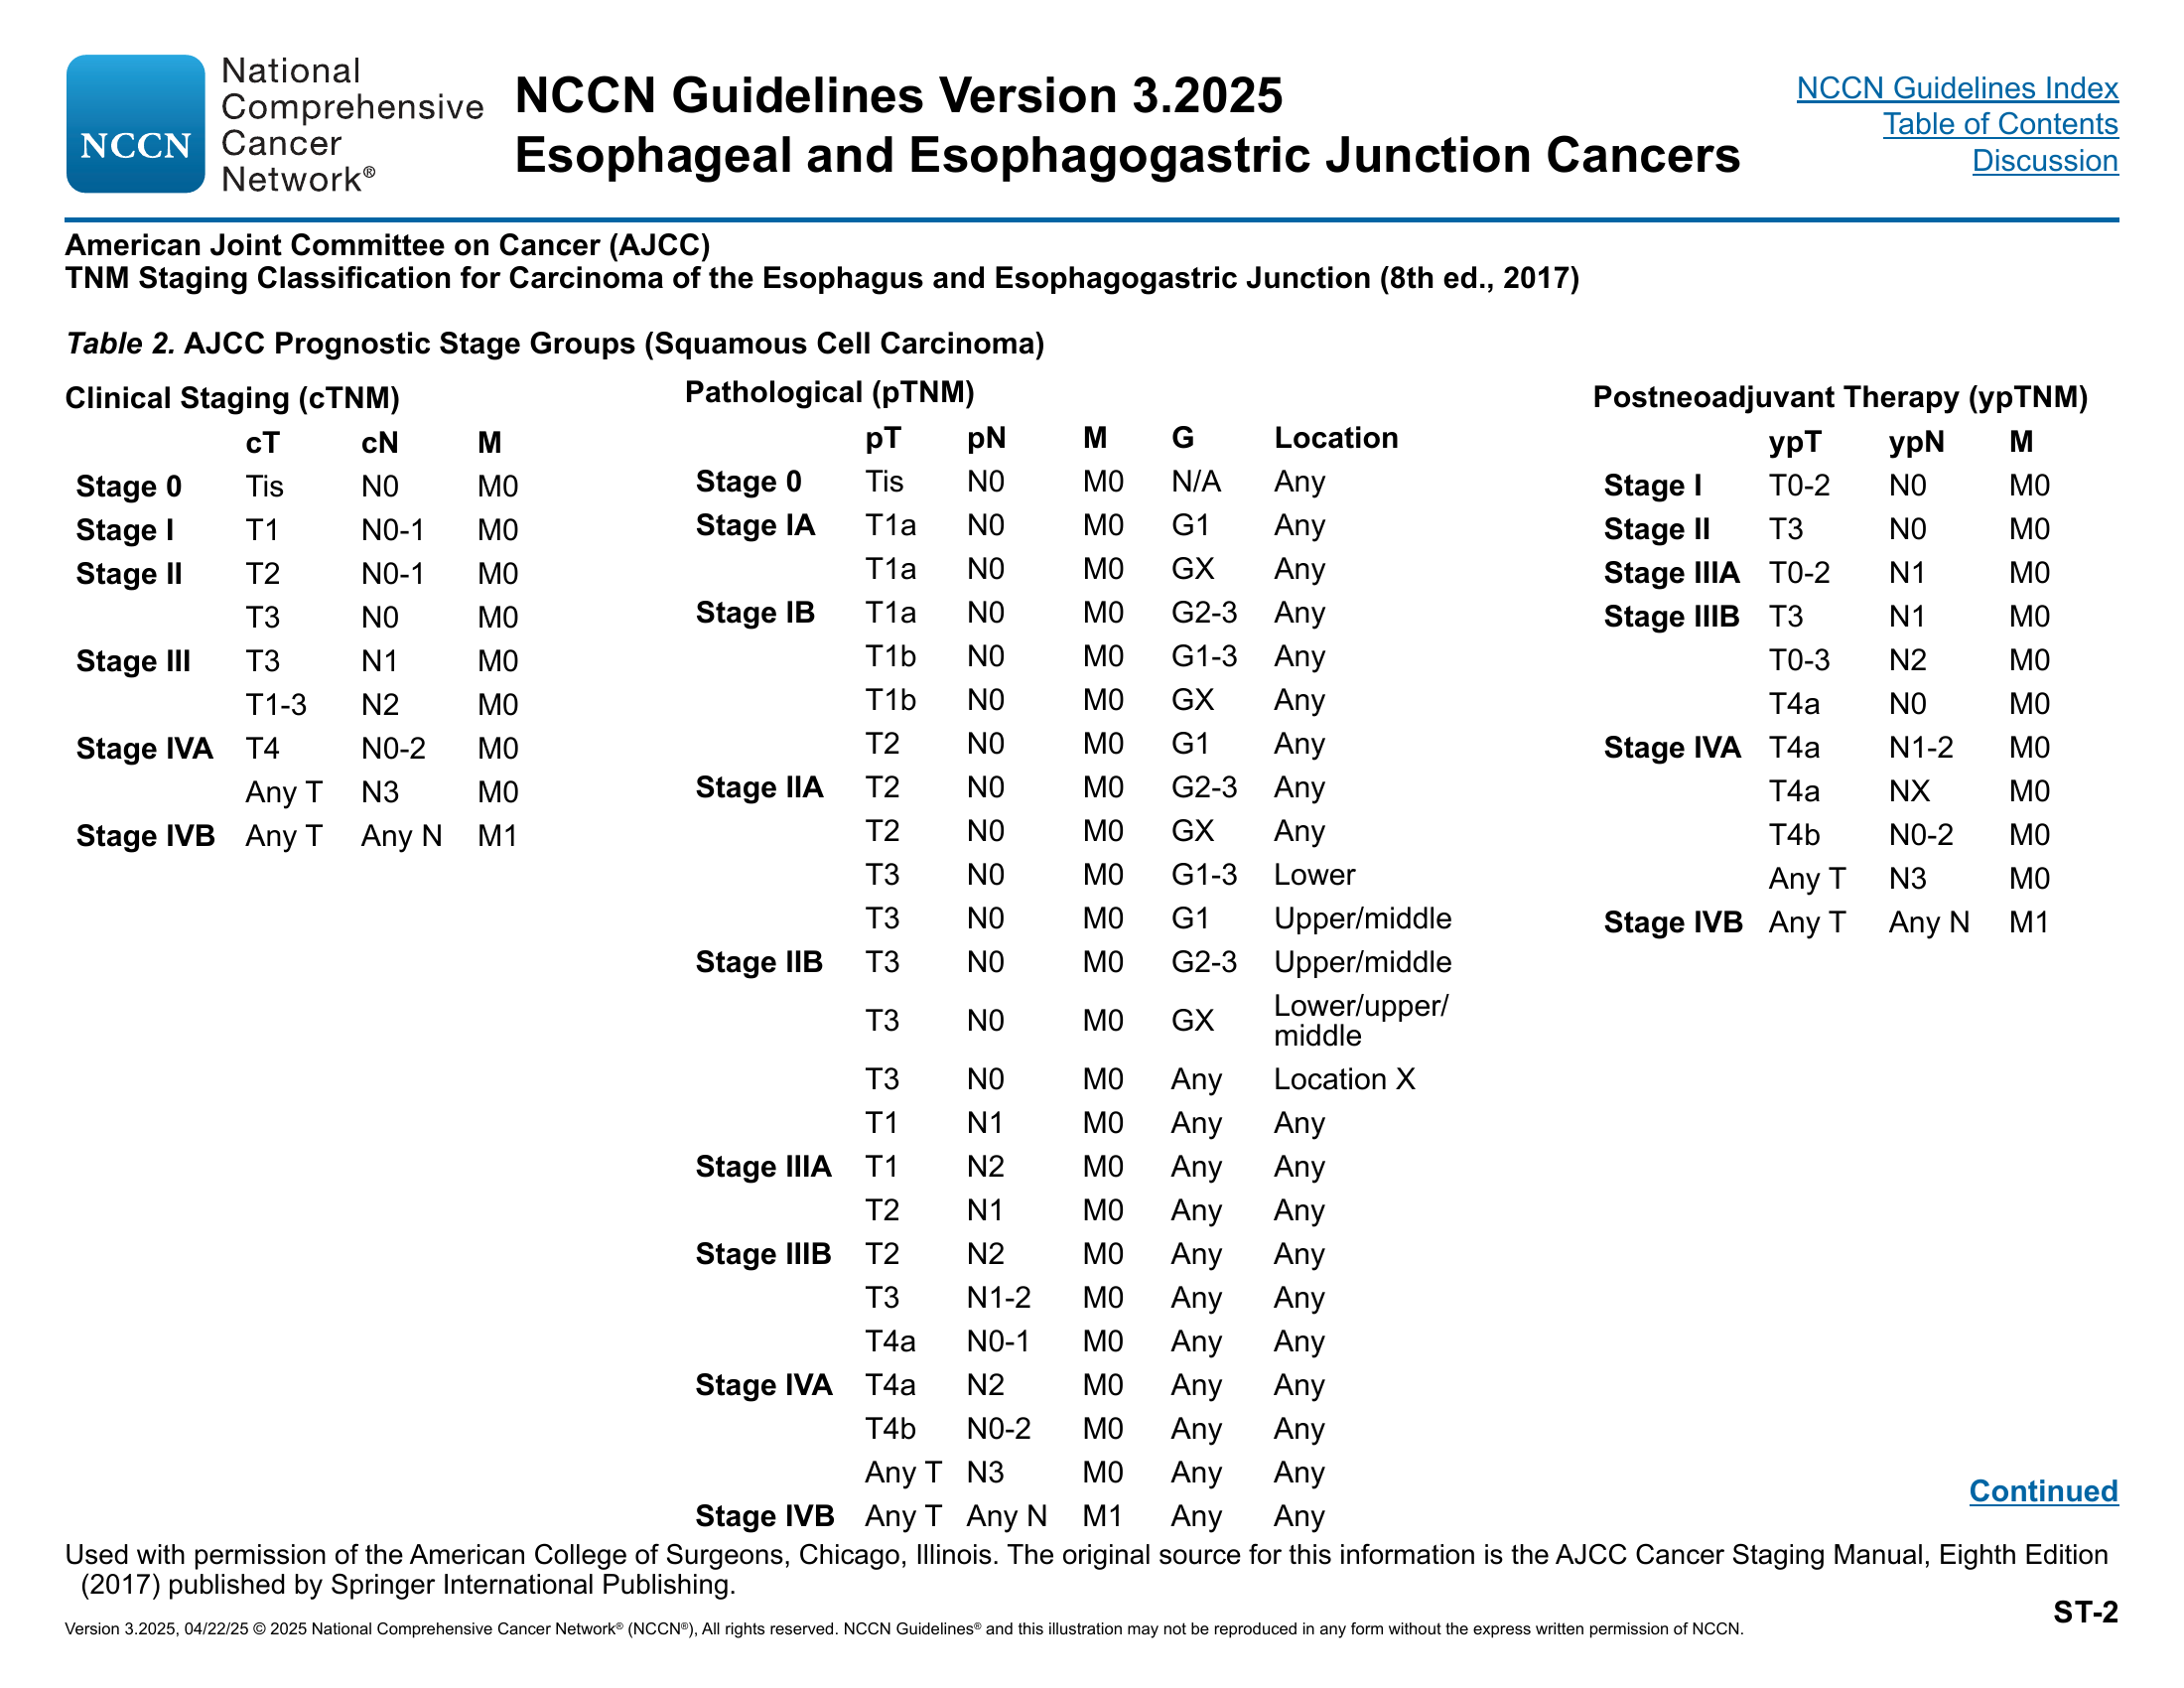 NCCN
National
Comprehensive
Cancer
Network®
NCCN Guidelines Version 3.2025
Esophageal and Esophagogastric Junction Cancers
NCCN Guidelines Index
Table of Contents
Discussion
American Joint Committee on Cancer (AJCC)
TNM Staging Classification for Carcinoma of the Esophagus and Esophagogastric Junction (8th ed., 2017)
Table 2. AJCC Prognostic Stage Groups (Squamous Cell Carcinoma)
Clinical Staging (cTNM)
cT cN M
Stage 0 Tis N0 M0
Stage I T1 N0-1 M0
Stage II T2 N0-1 M0
T3 N0 M0
Stage III T3 N1 M0
T1-3 N2 M0
Stage IVA T4 N0-2 M0
Any T N3 M0
Stage IVB Any T Any N M1
Pathological (pTNM)
pT pN M G Location
Stage 0 Tis N0 M0 N/A Any
Stage IA T1a N0 M0 G1 Any
T1a N0 M0 GX Any
Stage IB T1a N0 M0 G2-3 Any
T1b N0 M0 G1-3 Any
T1b N0 M0 GX Any
T2 N0 M0 G1 Any
Stage IIA T2 N0 M0 G2-3 Any
T2 N0 M0 GX Any
T3 N0 M0 G1-3 Lower
T3 N0 M0 G1 Upper/middle
Stage IIB T3 N0 M0 G2-3 Upper/middle
T3 N0 M0 GX Lower/upper/
middle
T3 N0 M0 Any Location X
T1 N1 M0 Any Any
Stage IIIA T1 N2 M0 Any Any
T2 N1 M0 Any Any
Stage IIIB T2 N2 M0 Any Any
T3 N1-2 M0 Any Any
T4a N0-1 M0 Any Any
Stage IVA T4a N2 M0 Any Any
T4b N0-2 M0 Any Any
Any T N3 M0 Any Any
Stage IVB Any T Any N M1 Any Any
Postneoadjuvant Therapy (ypTNM)
ypT ypN M
Stage I T0-2 N0 M0
Stage II T3 N0 M0
Stage IIIA T0-2 N1 M0
Stage IIIB T3 N1 M0
T0-3 N2 M0
T4a N0 M0
Stage IVA T4a N1-2 M0
T4a NX M0
T4b N0-2 M0
Any T N3 M0
Stage IVB Any T Any N M1
Continued
Used with permission of the American College of Surgeons, Chicago, Illinois. The original source for this information is the AJCC Cancer Staging Manual, Eighth Edition
(2017) published by Springer International Publishing.
ST-2
Version 3.2025, 04/22/25 © 2025 National Comprehensive Cancer Network® (NCCN®), All rights reserved. NCCN Guidelines® and this illustration may not be reproduced in any form without the express written permission of NCCN.